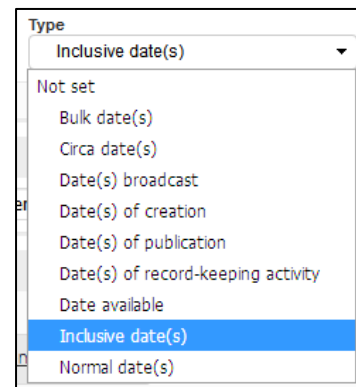 Type
Inclusive date(s)
Not set
Bulk date(s)
Circa date(s)
Date(s) broadcast
Date(s) of creation
Date(s) of publication
Date(s) of record-keeping activity
Date available
Inclusive date(s)
Normal date(s)